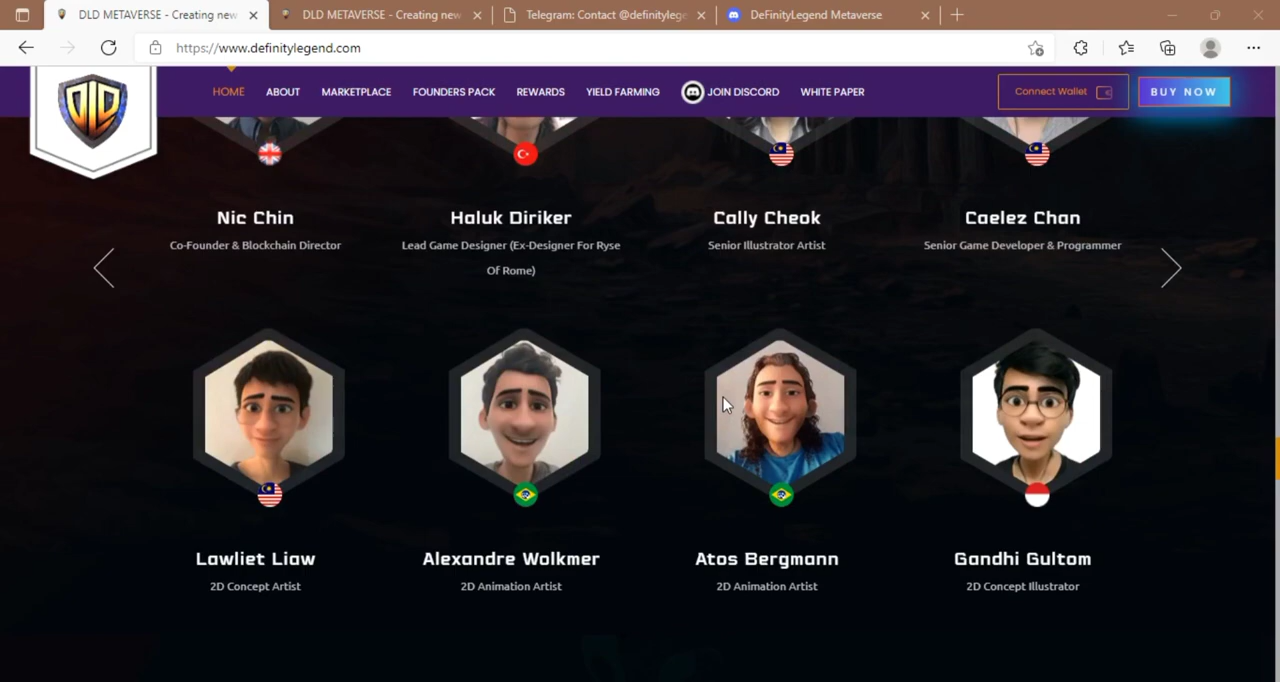 DLD METAVERSE - Creating new
DLD METAVERSE - Creating new
Telegram: Contact @definitylege
DeFinityLegend Metaverse
https://www.definitylegend.com
DLD
HOME
ABOUT
MARKETPLACE
FOUNDERS PACK
REWARDS
YIELD FARMING
JOIN DISCORD
WHITE PAPER
Connect Wallet
BUY NOW
Nic Chin
Co-Founder & Blockchain Director
Haluk Diriker
Lead Game Designer (Ex-Designer For Ryse
Of Rome)
Cally Cheok
Senior Illustrator Artist
Caelez Chan
Senior Game Developer & Programmer
Lawliet Liaw
2D Concept Artist
Alexandre Wolkmer
2D Animation Artist
Atos Bergmann
2D Animation Artist
Gandhi Gultom
2D Concept Illustrator